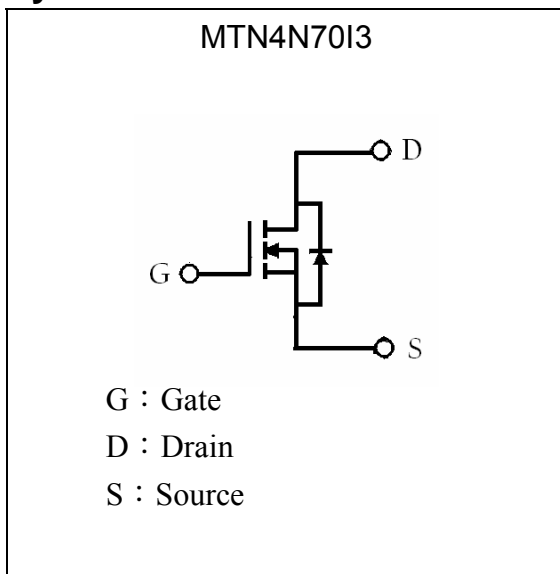 MTN4N70I3
D
G
S
G：Gate
D：Drain
S：Source